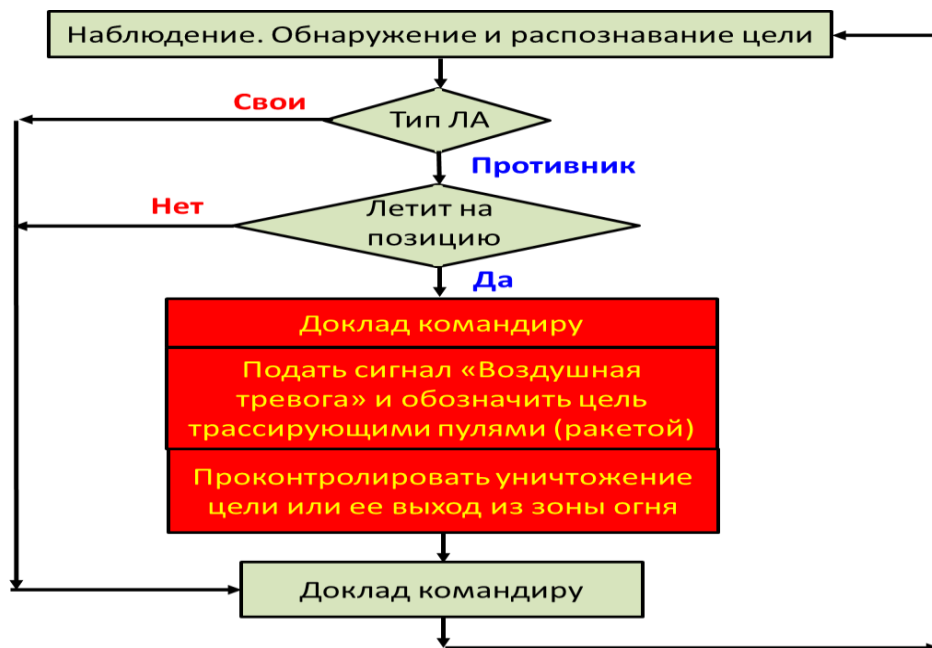 Наблюдение. Обнаружение и распознавание цели
Свои
Тип ЛА
Противник
Нет
Летит на
позицию
Да
Доклад командиру
Подать сигнал «Воздушная
тревога» и обозначить цель
трассирующими пулями (ракетой)
Проконтролировать уничтожение
цели или ее выход из зоны огня
Доклад командиру